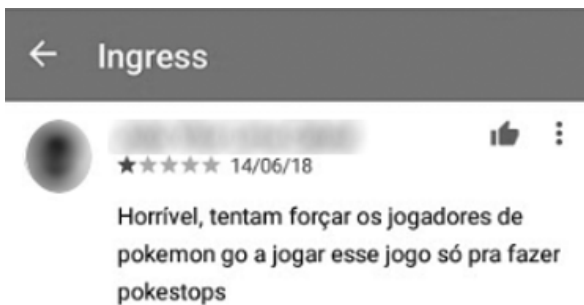 Ingress
14/06/18
Horrível, tentam forçar os jogadores de
pokemon go a jogar esse jogo só pra fazer
pokestops